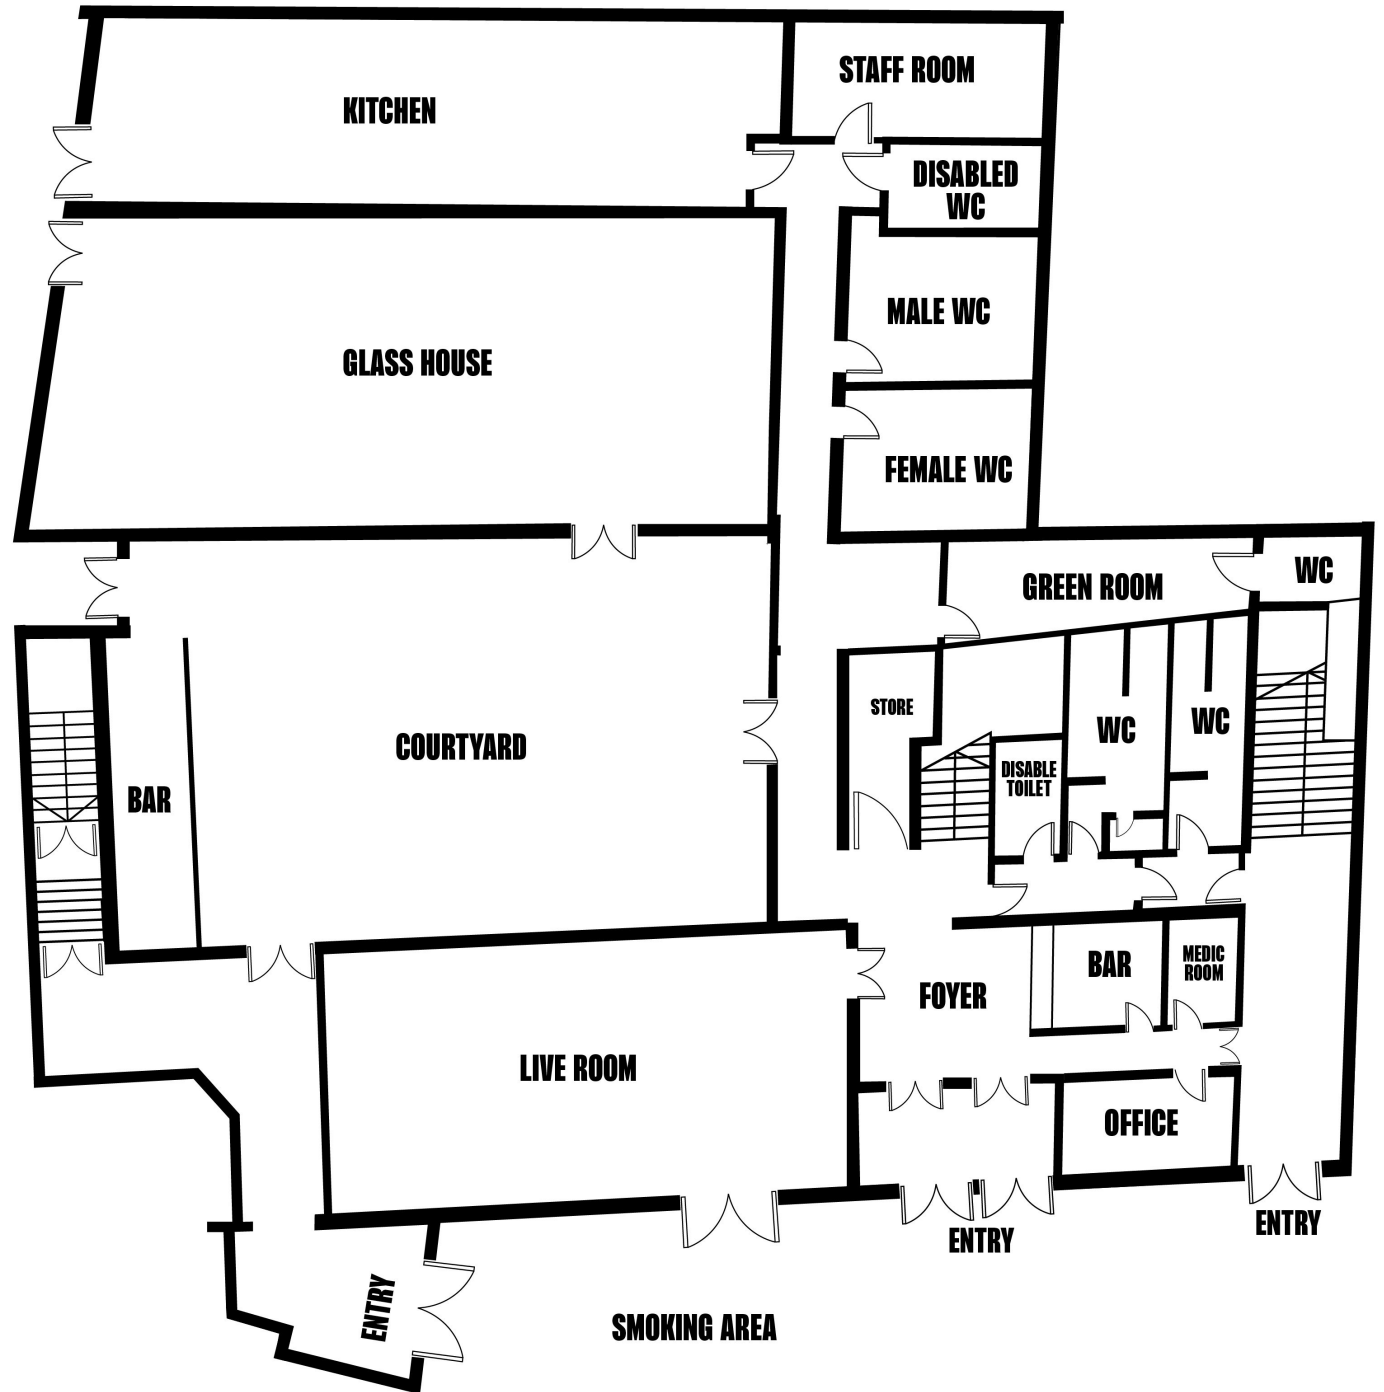 STAFF ROOM
KITCHEN
DISABLED
WC
MALE WC
GLASS HOUSE
FEMALE WC
WC
GREEN ROOM
STORE
WC
WC
COURTYARD
DISABLE
TOILET
BAR
BAR
MEDIC
ROOM
FOYER
LIVE ROOM
OFFICE
ENTRY
ENTRY
ENTRY
SMOKING AREA